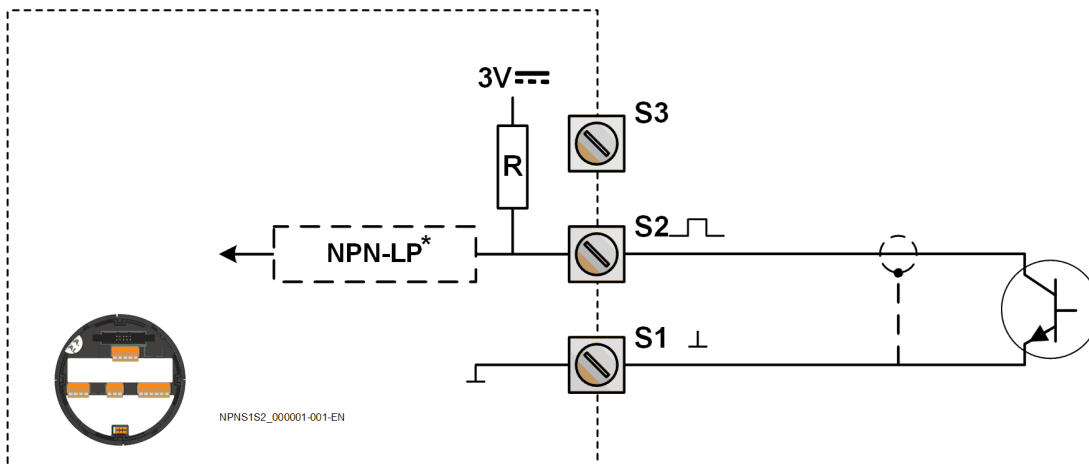 3V
S3
R
S2
NPN-LP*
S1
NPNS1S2_000001-001-EN